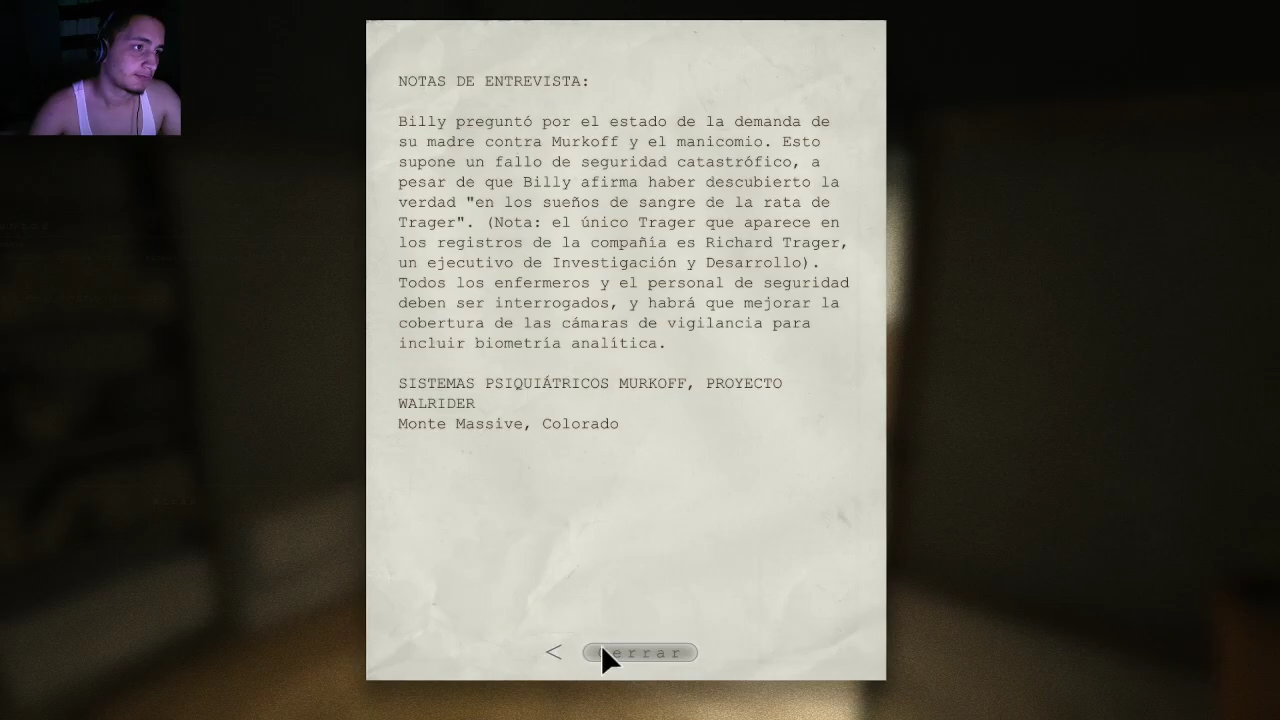 NOTAS DE ENTREVISTA:
Billy preguntó por el estado de la demanda de
su madre contra Murkoff y el manicomio. Esto
supone un fallo de seguridad catastrófico, a
pesar de que Billy afirma haber descubierto la
verdad "en los sueños de sangre de la rata de
Trager". (Nota: el único Trager que aparece en
los registros de la compañía es Richard Trager,
un ejecutivo de Investigación y Desarrollo).
Todos los enfermeros y el personal de seguridad
deben ser interrogados, y habrá que mejorar la
cobertura de las cámaras de vigilancia para
incluir biometría analítica.
SISTEMAS PSIQUIÁTRICOS MURKOFF, PROYECTO
WALRIDER
Monte Massive, Colorado
< Cerrar